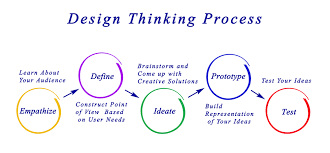 Design Thinking Process
Learn About
Your Audience
Empathize
Define
Construct Point
of View Based
on User Needs
Brainstorm and
Come up with
Creative Solutions
Ideate
Prototype
Build
Representation
of Your Ideas
Test Your Ideas
Test